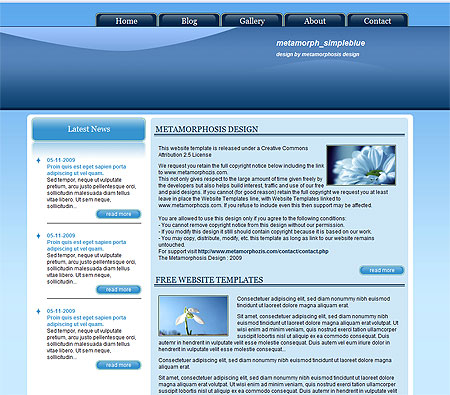 Home
Blog
Gallery
About
Contact
metamorph_simpleblue
design by metamorphosis design
Latest News
05-11-2009
Proin quis est eget sapien porta
adipiscing ut vel quam.
Sed tempor, neque ut vulputate
pretium, arcu justo pellentesque orci,
sollicitudin malesuada diam tellus
vitae libero. Ut sem neque,
sollicitudin...
read more
05-11-2009
Proin quis est eget sapien porta
adipiscing ut vel quam.
Sed tempor, neque ut vulputate
pretium, arcu justo pellentesque orci,
sollicitudin malesuada diam tellus
vitae libero. Ut sem neque,
sollicitudin...
read more
05-11-2009
Proin quis est eget sapien porta
adipiscing ut vel quam.
Sed tempor, neque ut vulputate
pretium, arcu justo pellentesque orci,
sollicitudin malesuada diam tellus
vitae libero. Ut sem neque,
sollicitudin...
read more
METAMORPHOSIS DESIGN
This website template is released under a Creative Commons
Attribution 2.5 License
We request you retain the full copyright notice below including the link
to www.metamorphozis.com.
This not only gives respect to the large amount of time given freely by
the developers but also helps build interest, traffic and use of our free
and paid designs. If you cannot (for good reason) retain the full copyright we request you at least
leave in place the Website Templates line, with Website Templates linked to
www.metamorphozis.com. If you refuse to include even this then support may be affected.
You are allowed to use this design only if you agree to the following conditions:
- You cannot remove copyright notice from this design without our permission.
- If you modify this design it still should contain copyright because it is based on our work.
- You may copy, distribute, modify, etc. this template as long as link to our website remains
untouched.
For support visit http://www.metamorphozis.com/contact/contact.php
The Metamorphosis Design : 2009
read more
FREE WEBSITE TEMPLATES
Consectetuer adipiscing elit, sed diam nonummy nibh euismod
tincidunt ut laoreet dolore magna aliquam erat.
Sit amet, consectetuer adipiscing elit, sed diam nonummy nibh
euismod tincidunt ut laoreet dolore magna aliquam erat volutpat. Ut
wisi enim ad minim veniam, quis nostrud exerci tation ullamcorper
suscipit lobortis nisl ut aliquip ex ea commodo consequat. Duis
autem r in hendrerit in vulputate velit esse molestie consequat. Duis autem vel eum iriure dolor in
hendrerit in vulputate velit esse molestie consequat...
Consectetuer adipiscing elit, sed diam nonummy nibh euismod tincidunt ut laoreet dolore magna
aliquam erat.
Sit amet, consectetuer adipiscing elit, sed diam nonummy nibh euismod tincidunt ut laoreet dolore
magna aliquam erat volutpat. Ut wisi enim ad minim veniam, quis nostrud exerci tation
ullamcorper suscipit lobortis nisl ut aliquip ex ea commodo consequat. Duis autem r in hendrerit in